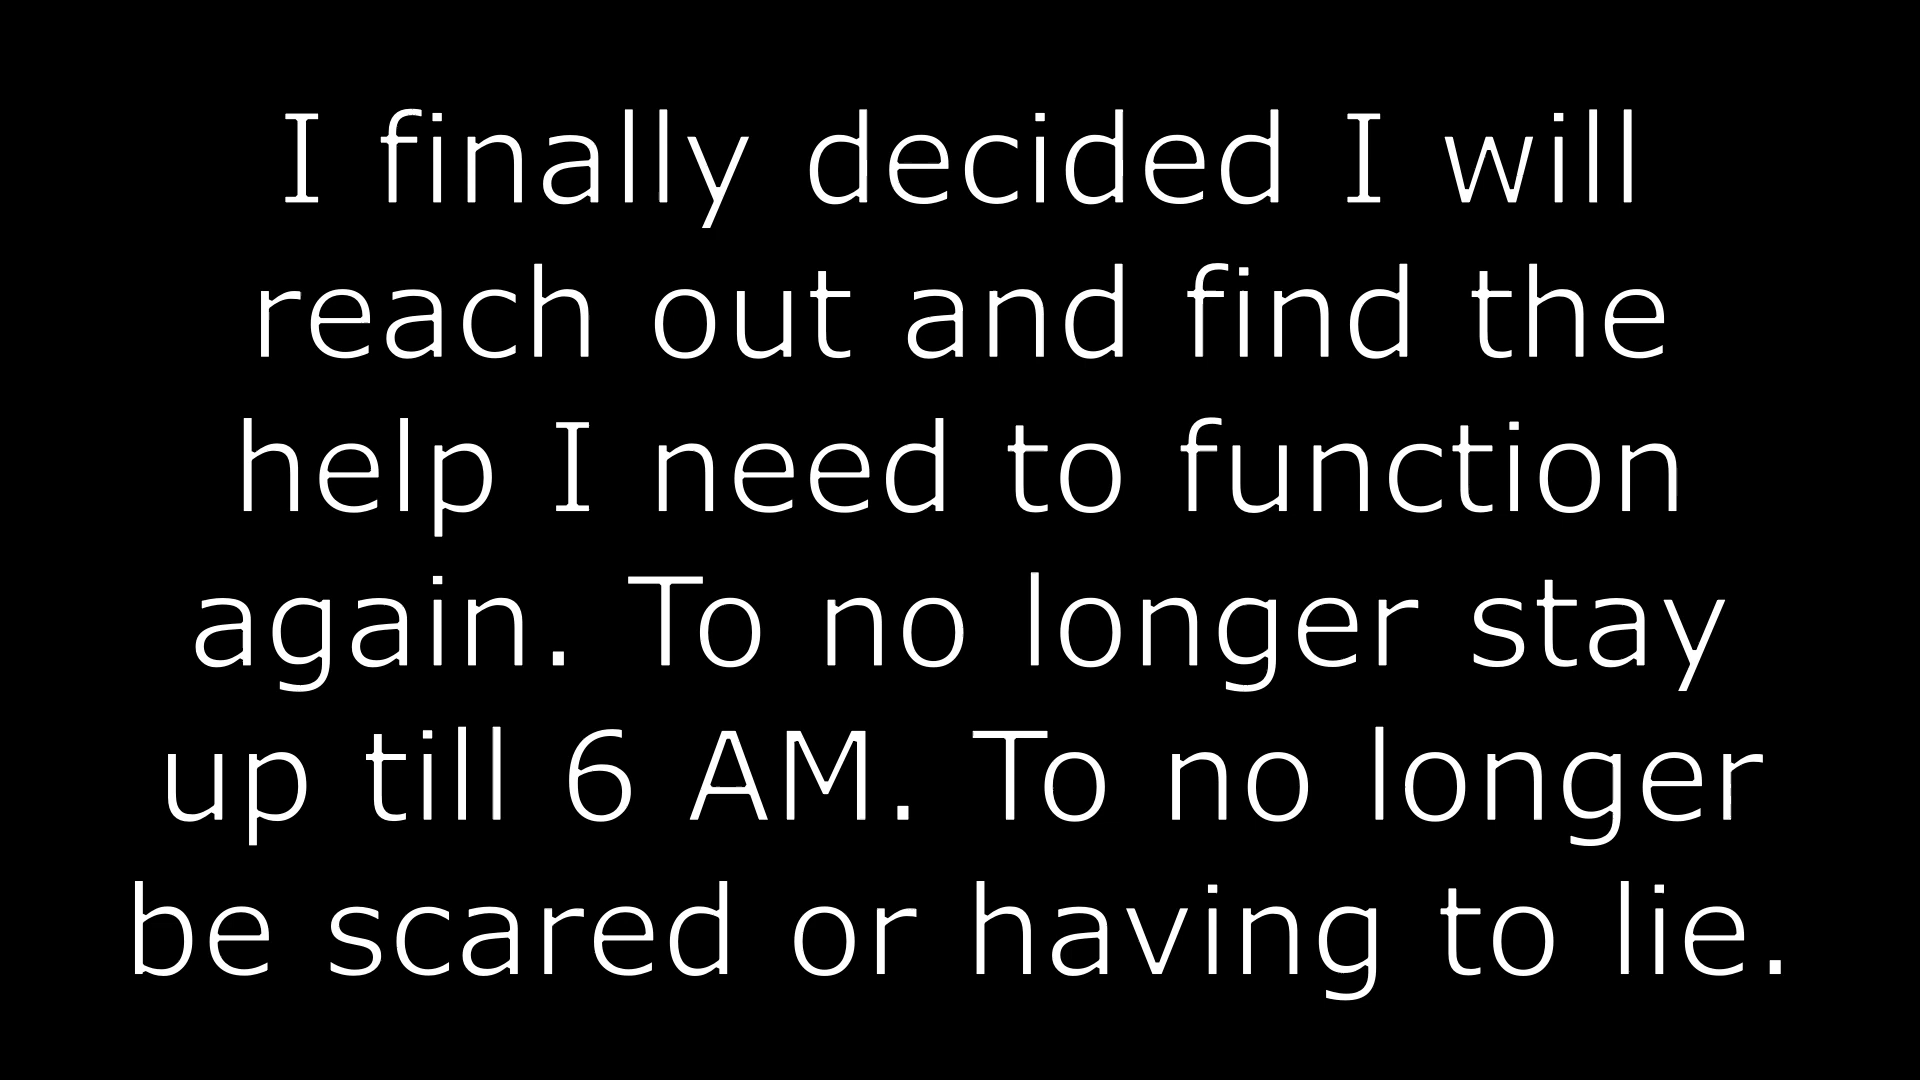 I finally decided I will
reach out and find the
help I need to function
again. To no longer stay
up till 6 AM. To no longer
be scared or having to lie.